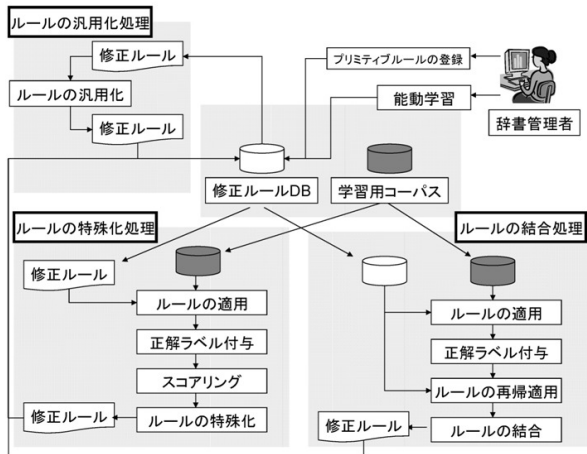 ルールの汎用化処理
修正ルール
プリミティブルールの登録
ルールの汎用化
能動学習
修正ルール
辞書管理者
修正ルールDB
学習用コーパス
ルールの特殊化処理
ルールの結合処理
修正ルール
ルールの適用
正解ラベル付与
スコアリング
修正ルール
ルールの特殊化
ルールの適用
正解ラベル付与
ルールの再帰適用
修正ルール
ルールの結合